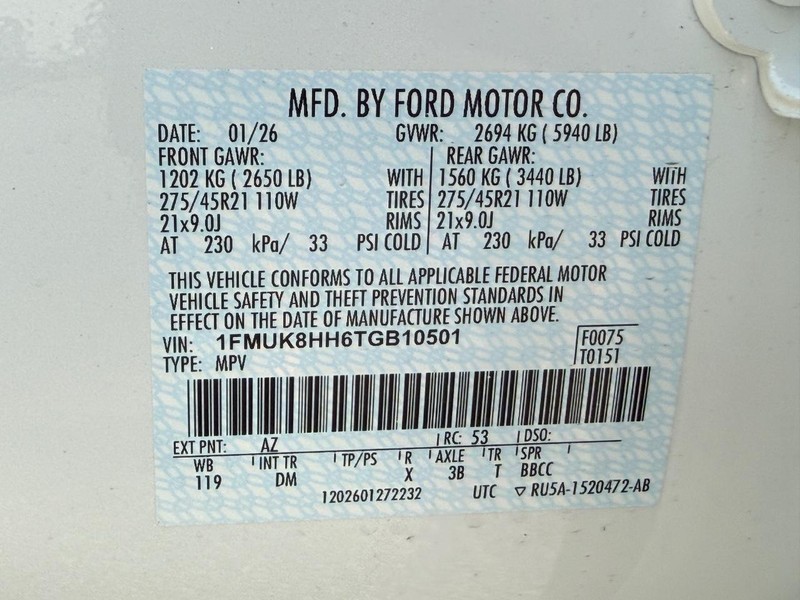 MFD. BY FORD MOTOR CO.
DATE: 01/26 GVWR: 2694 KG ( 5940 LB)
FRONT GAWR: REAR GAWR:
1202 KG ( 2650 LB) WITH 1560 KG ( 3440 LB) WITH
275/45R21 110W TIRES 275/45R21 110W TIRES
21x9.0J RIMS 21x9.0J RIMS
AT 230 kPa/ 33 PSI COLD AT 230 kPa/ 33 PSI COLD
THIS VEHICLE CONFORMS TO ALL APPLICABLE FEDERAL MOTOR
VEHICLE SAFETY AND THEFT PREVENTION STANDARDS IN
EFFECT ON THE DATE OF MANUFACTURE SHOWN ABOVE.
VIN: 1FMUK8HH6TGB10501 F0075
TYPE: MPV T0151
EXT PNT: AZ RC: 53 DSO:
WB INT TR TP/PS R AXLE TR SPR
119 DM X 3B T BBCC
1202601272232 UTC ▽ RU5A-1520472-AB